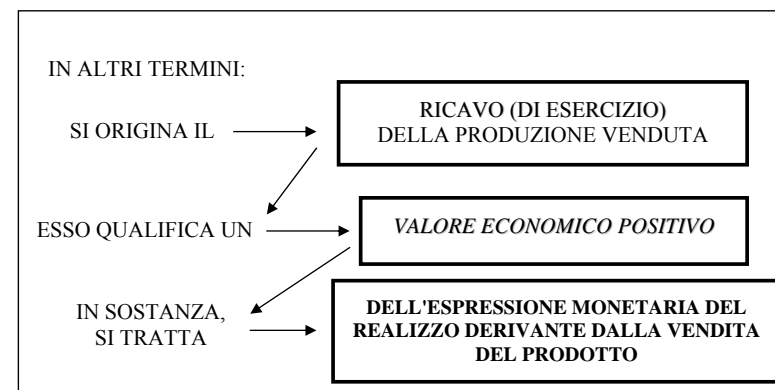 IN ALTRI TERMINI:
SI ORIGINA IL
RICAVO (DI ESERCIZIO)
DELLA PRODUZIONE VENDUTA
ESSO QUALIFICA UN
VALORE ECONOMICO POSITIVO
IN SOSTANZA,
SI TRATTA
DELL'ESPRESSIONE MONETARIA DEL
REALIZZO DERIVANTE DALLA VENDITA
DEL PRODOTTO